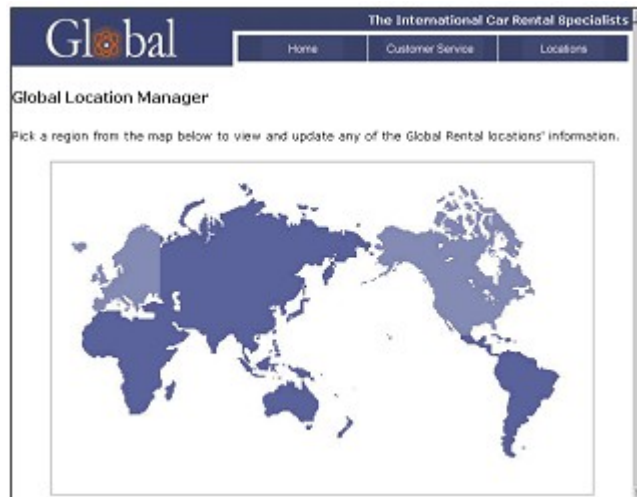 The International Car Rental Specialists
Global
Home Customer Service Locations
Global Location Manager
Pick a region from the map below to view and update any of the Global Rental locations' information.